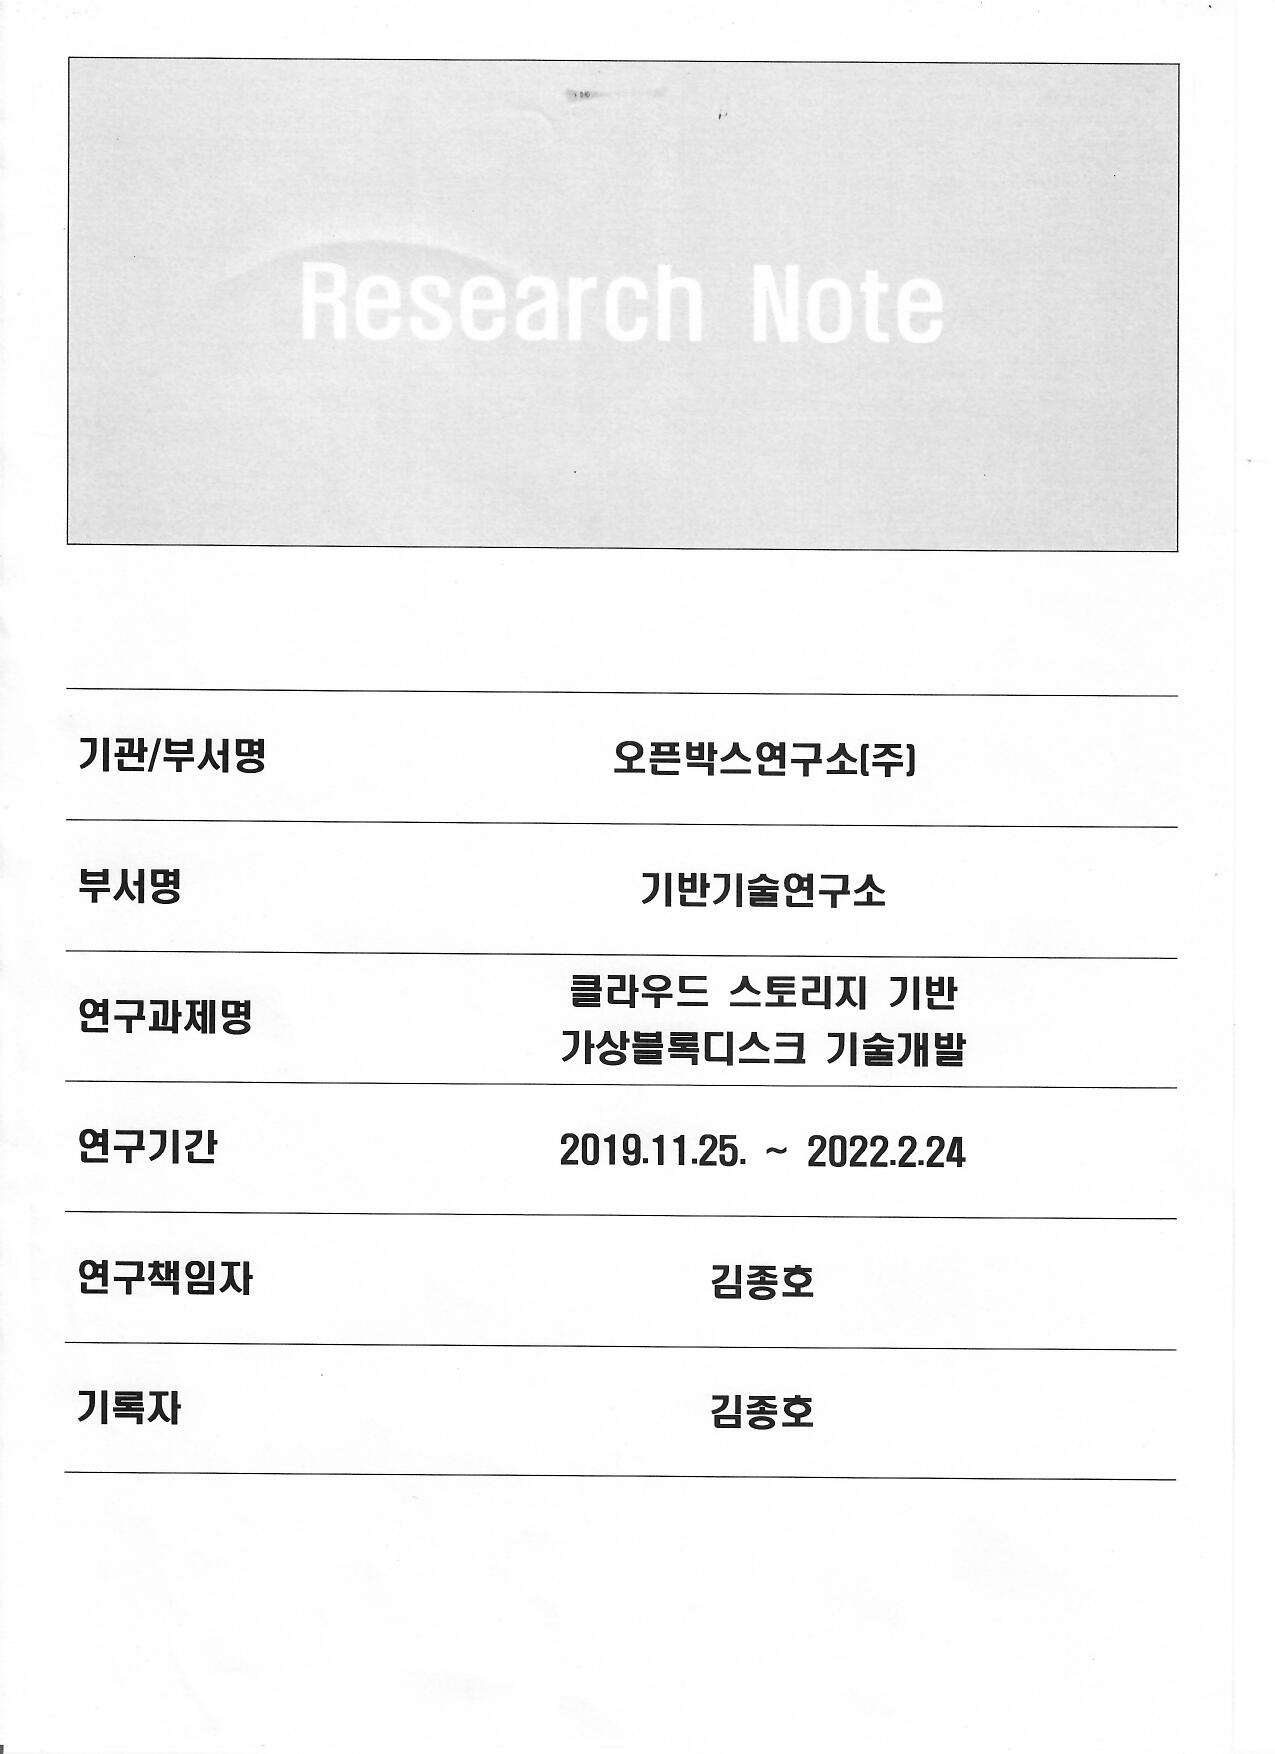 Research Note
기관/부서명 오픈박스연구소(주)
부서명 기반기술연구소
연구과제명 클라우드 스토리지 기반
가상블록디스크 기술개발
연구기간 2019.11.25. ~ 2022.2.24
연구책임자 김종호
기록자 김종호